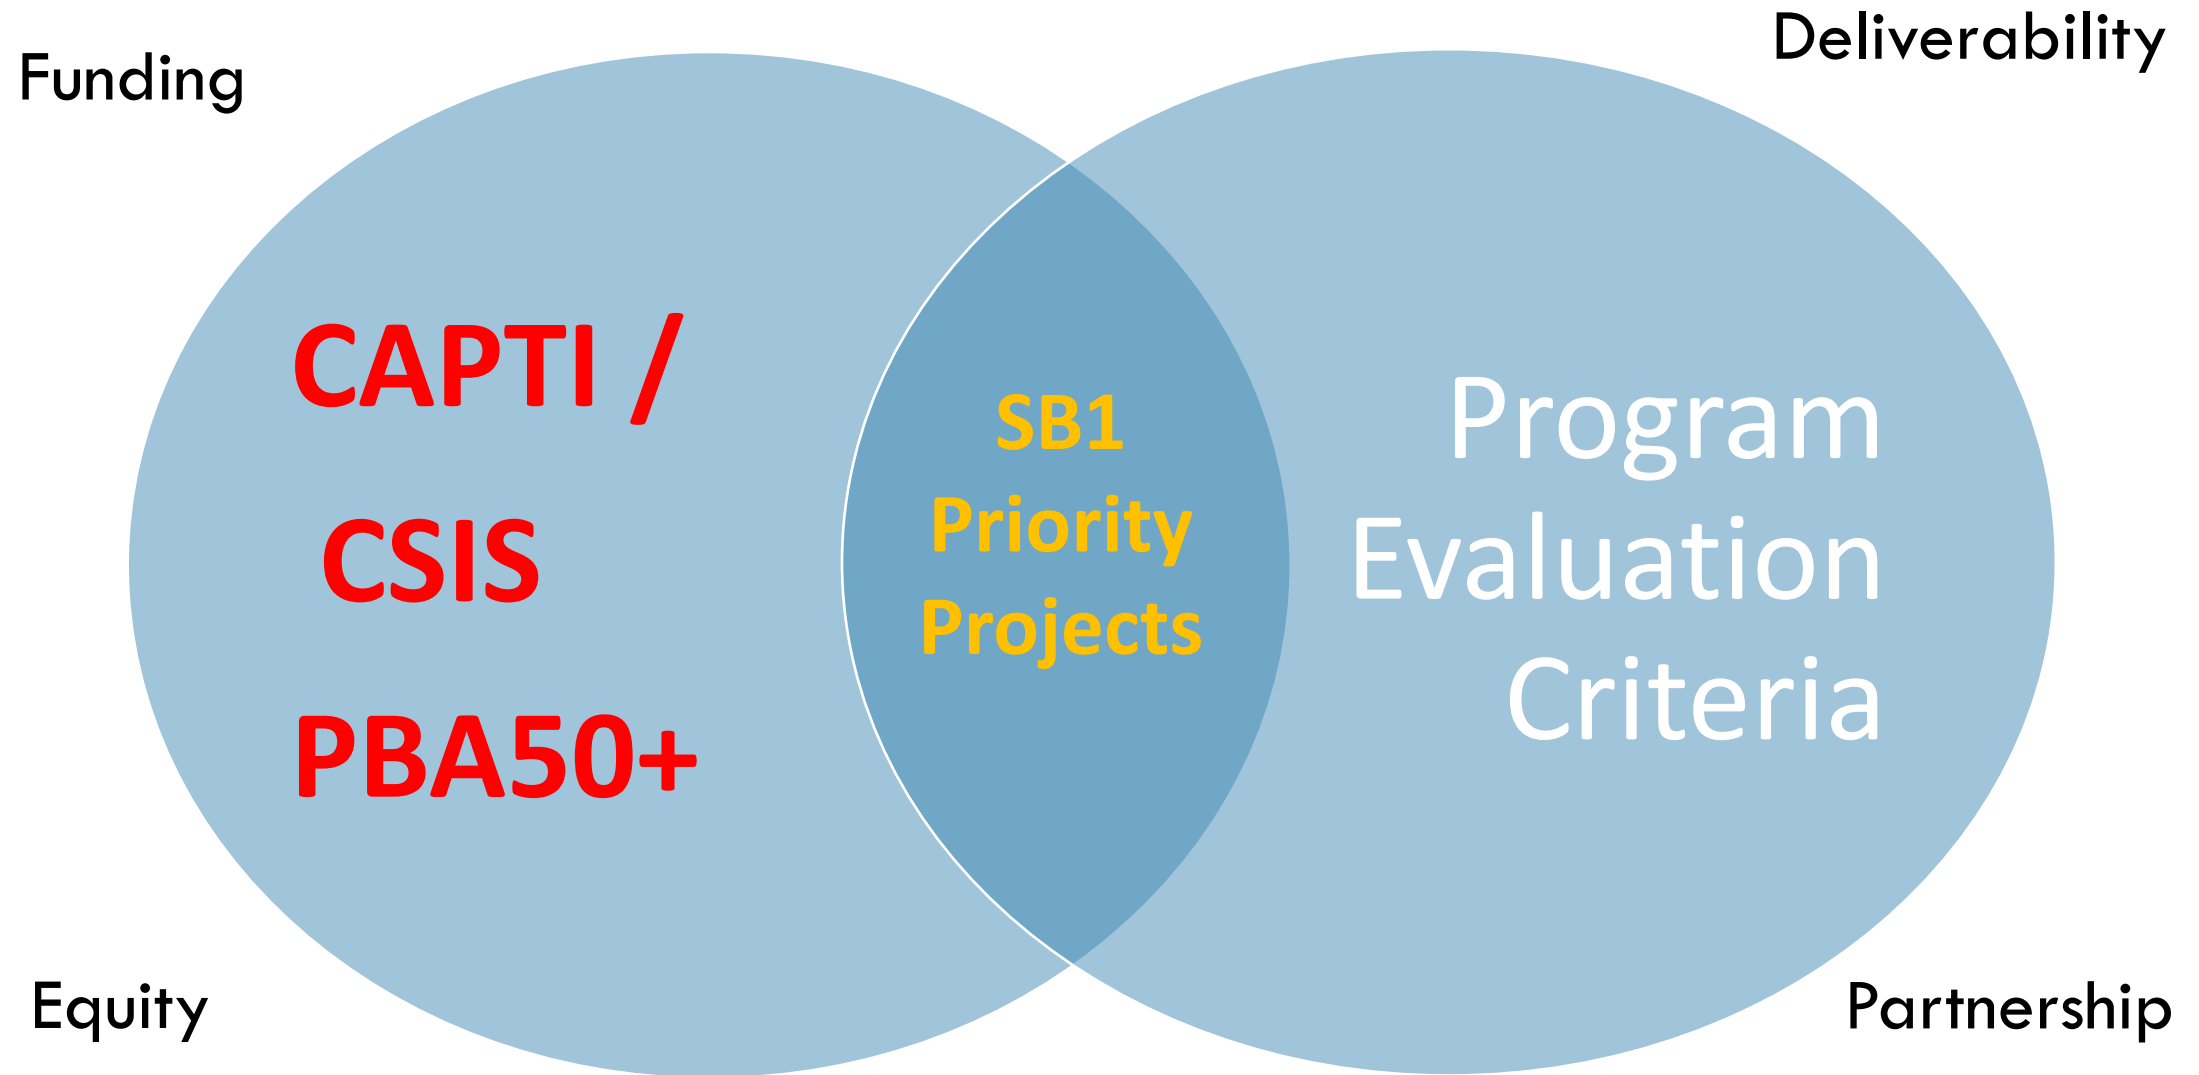 Funding
Deliverability
CAPTI /
CSIS
PBA50+
SB1
Priority
Projects
Program
Evaluation
Criteria
Equity
Partnership